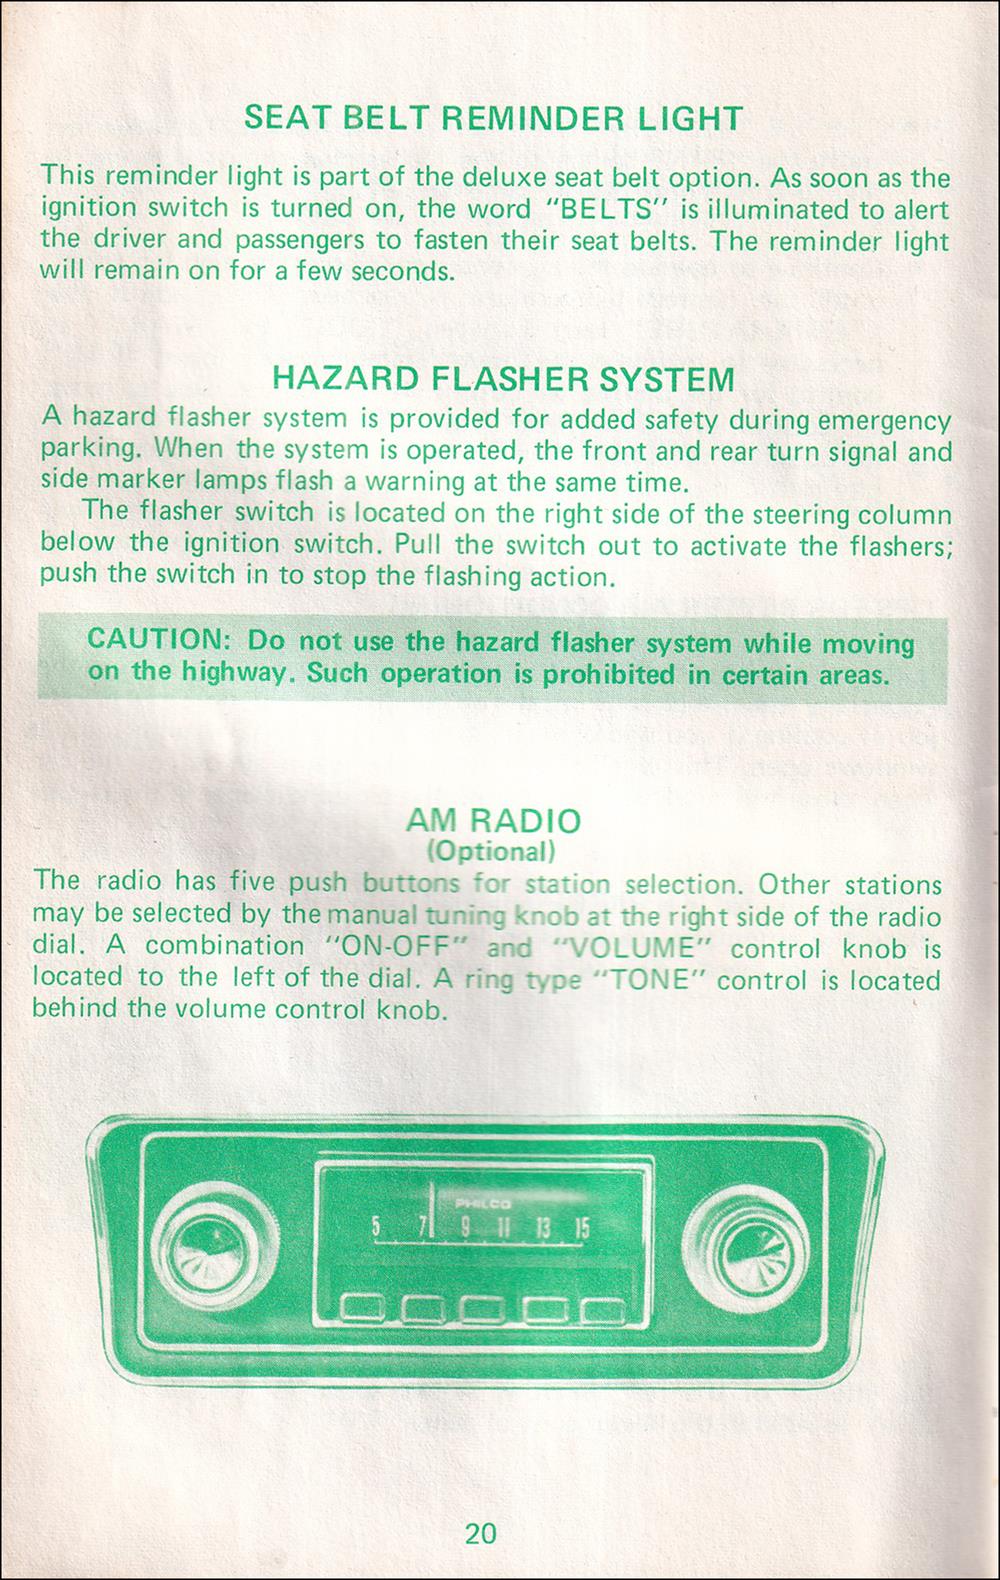 SEAT BELT REMINDER LIGHT
This reminder light is part of the deluxe seat belt option. As soon as the
ignition switch is turned on, the word "BELTS" is illuminated to alert
the driver and passengers to fasten their seat belts. The reminder light
will remain on for a few seconds.
HAZARD FLASHER SYSTEM
A hazard flasher system is provided for added safety during emergency
parking. When the system is operated, the front and rear turn signal and
side marker lamps flash a warning at the same time.
The flasher switch is located on the right side of the steering column
below the ignition switch. Pull the switch out to activate the flashers;
push the switch in to stop the flashing action.
CAUTION: Do not use the hazard flasher system while moving
on the highway. Such operation is prohibited in certain areas.
AM RADIO
(Optional)
The radio has five push buttons for station selection. Other stations
may be selected by the manual tuning knob at the right side of the radio
dial. A combination "ON-OFF" and "VOLUME" control knob is
located to the left of the dial. A ring type "TONE" control is located
behind the volume control knob.
PHILCO
5 7 9 11 13 15
20